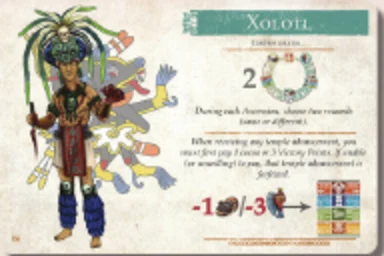 XOLOTL
2
During each Ascension, choose two rewards
(same or different).
When receiving any temple advancement, you
must first pay 1 cocoa or 3 Victory Points. If unable
(or unwilling) to pay, that temple advancement is
forfeited.
-1 / -3